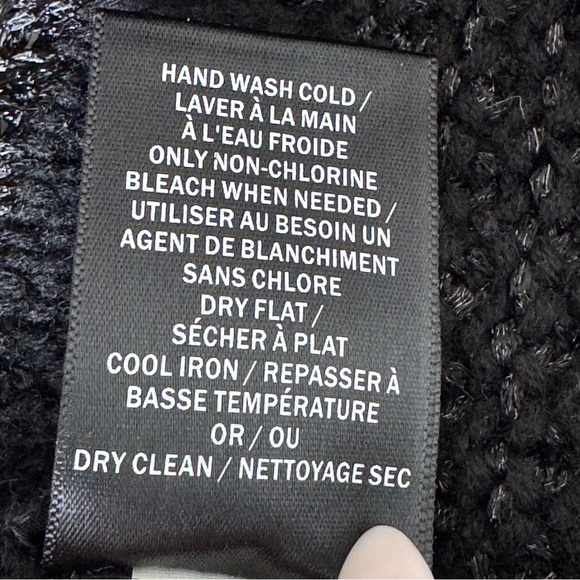 HAND WASH COLD /
LAVER À LA MAIN
À L'EAU FROIDE
ONLY NON-CHLORINE
BLEACH WHEN NEEDED /
UTILISER AU BESOIN UN
AGENT DE BLANCHIMENT
SANS CHLORE
DRY FLAT /
SÉCHER À PLAT
COOL IRON / REPASSER À
BASSE TEMPÉRATURE
OR / OU
DRY CLEAN / NETTOYAGE SEC